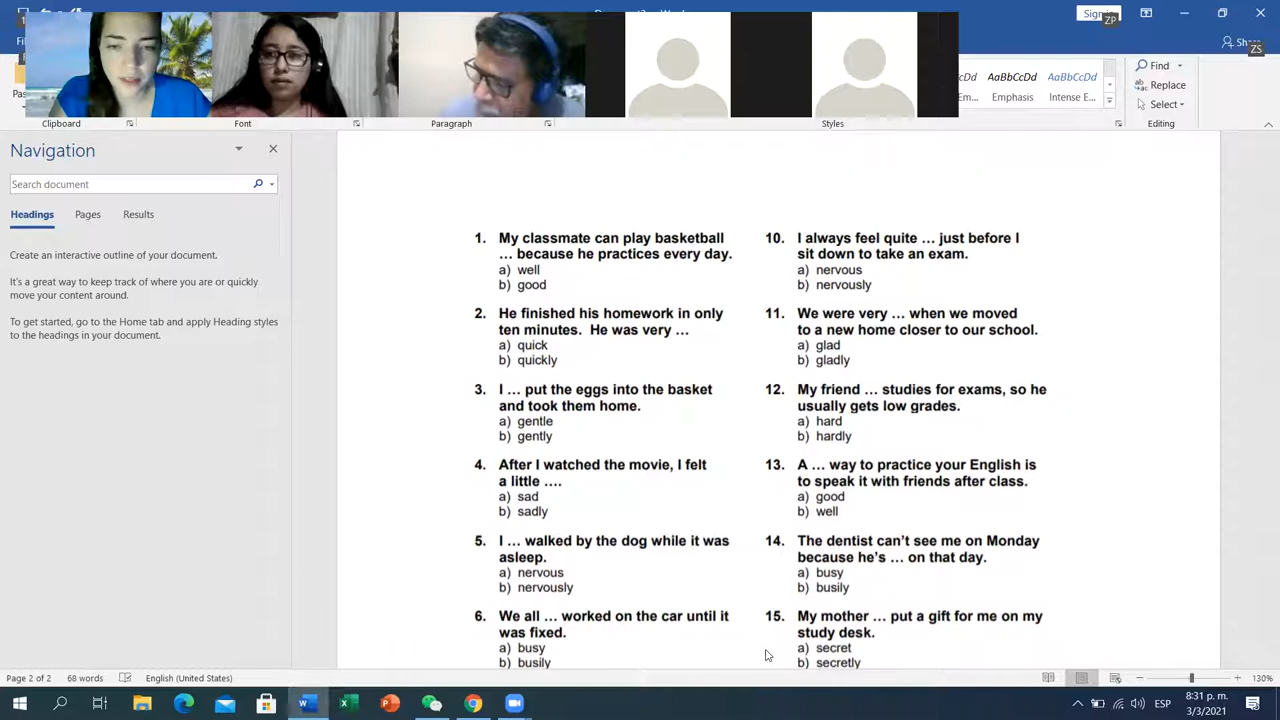 Sign in
ZP
Share
ZS
Find
Replace
Select
Editing
AaBbCcDd
AaBbCcDd
Em...
Emphasis
Intense E...
Clipboard
Font
Paragraph
Styles
Navigation
Search document
Headings
Pages
Results
Create an interactive outline of your document.
It's a great way to keep track of where you are or quickly
move your content around.
To get started, go to the Home tab and apply Heading styles
to the headings in your document.
1. My classmate can play basketball
... because he practices every day.
a) well
b) good
2. He finished his homework in only
ten minutes. He was very ...
a) quick
b) quickly
3. I ... put the eggs into the basket
and took them home.
a) gentle
b) gently
4. After I watched the movie, I felt
a little ....
a) sad
b) sadly
5. I ... walked by the dog while it was
asleep.
a) nervous
b) nervously
6. We all ... worked on the car until it
was fixed.
a) busy
b) busily
10. I always feel quite ... just before I
sit down to take an exam.
a) nervous
b) nervously
11. We were very ... when we moved
to a new home closer to our school.
a) glad
b) gladly
12. My friend ... studies for exams, so he
usually gets low grades.
a) hard
b) hardly
13. A ... way to practice your English is
to speak it with friends after class.
a) good
b) well
14. The dentist can't see me on Monday
because he's ... on that day.
a) busy
b) busily
15. My mother ... put a gift for me on my
study desk.
a) secret
b) secretly
Page 2 of 2
68 words
English (United States)
130%
ESP
8:31 p. m.
3/3/2021